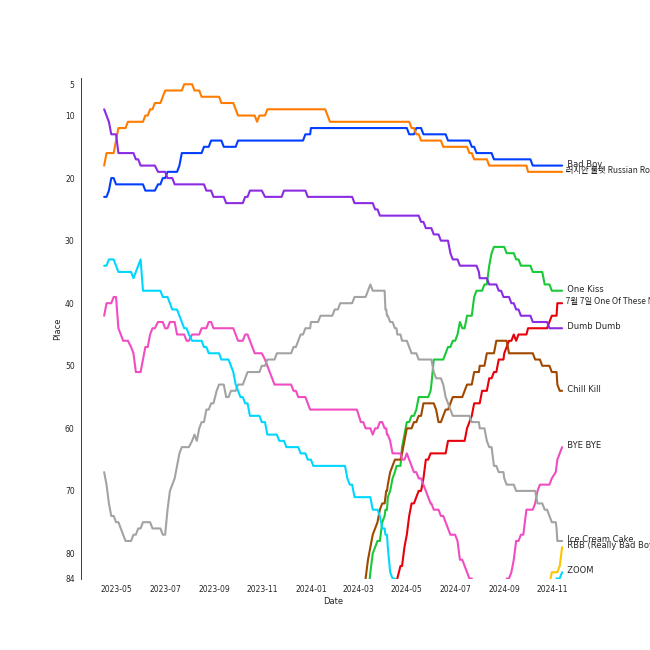 5
10
20
30
40
50
60
70
80
84
Place
2023-05
2023-07
2023-09
2023-11
2024-01
2024-03
2024-05
2024-07
2024-09
2024-11
Date
Bad Boy
러시안 룰렛 Russian Ro
One Kiss
7월 7일 One Of These N
Dumb Dumb
Chill Kill
BYE BYE
Ice Cream Cake
RBB (Really Bad Boy
ZOOM